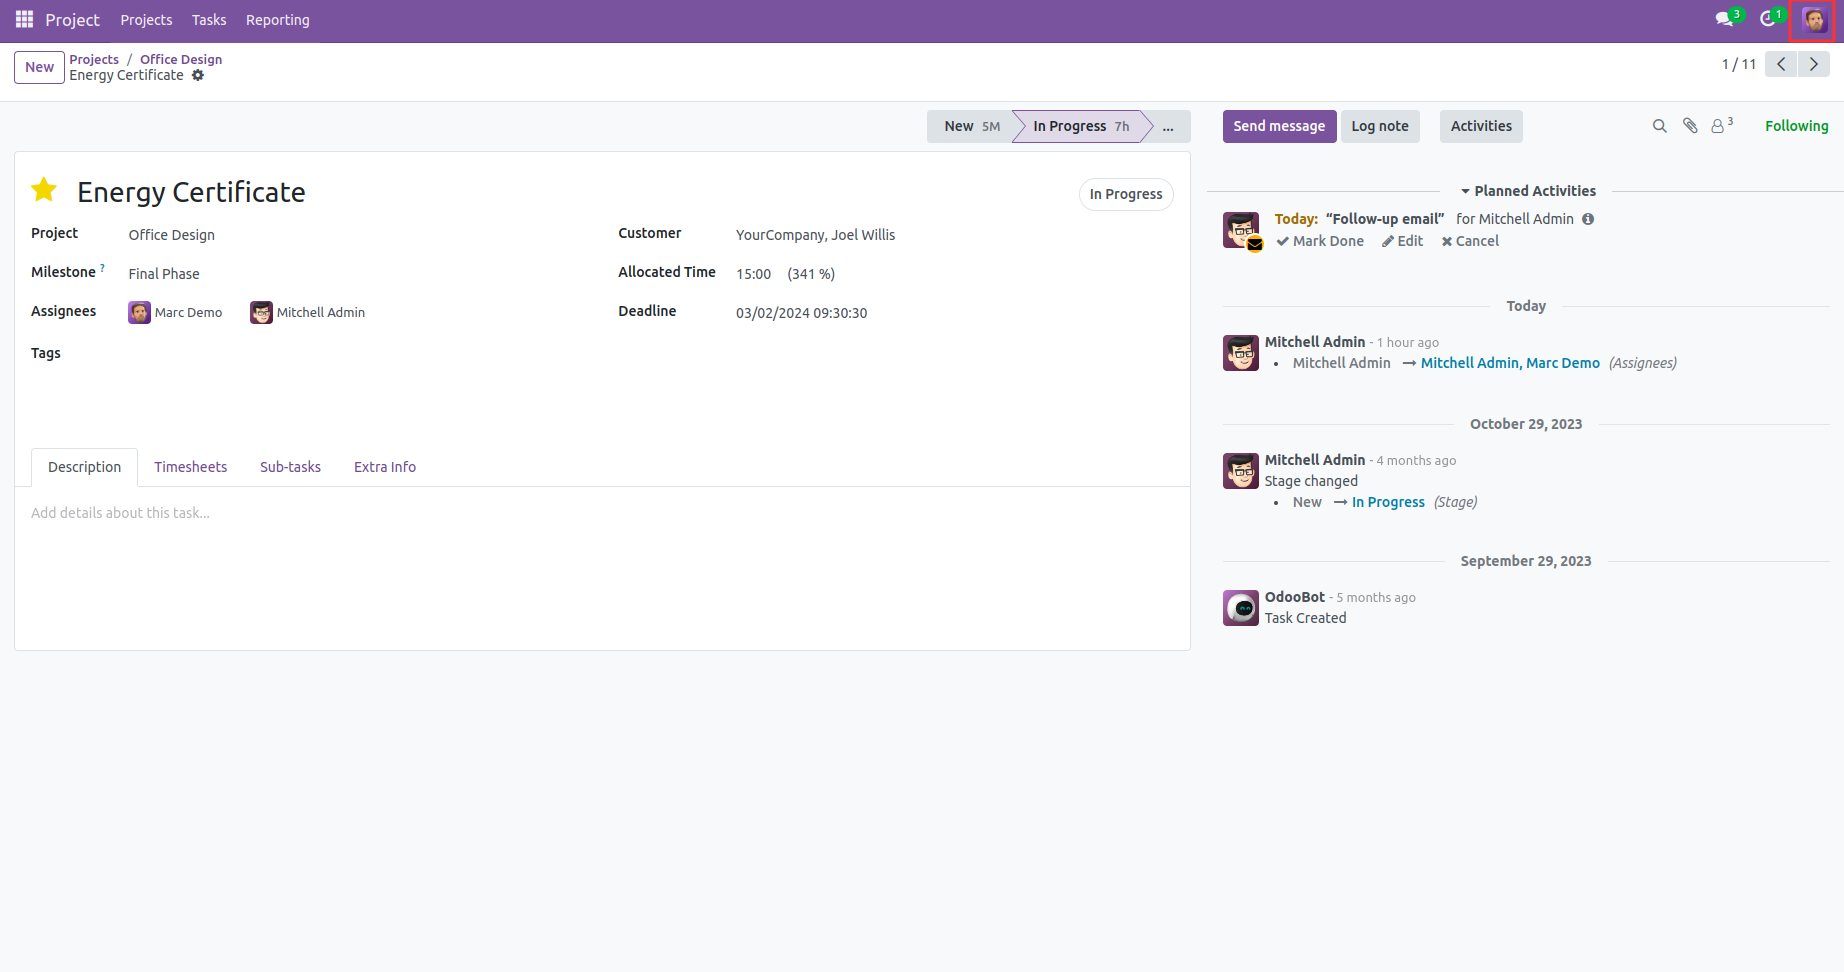 Project Projects Tasks Reporting 3 1
New
Projects / Office Design
Energy Certificate
1 / 11
New 5M In Progress 7h ...
Send message Log note Activities 3 Following
Energy Certificate
In Progress
Project Office Design
Customer YourCompany, Joel Willis
Milestone ? Final Phase
Allocated Time 15:00 (341 %)
Assignees Marc Demo Mitchell Admin
Deadline 03/02/2024 09:30:30
Tags
Description Timesheets Sub-tasks Extra Info
Add details about this task...
Planned Activities
Today: “Follow-up email” for Mitchell Admin
Mark Done Edit Cancel
Today
Mitchell Admin - 1 hour ago
• Mitchell Admin → Mitchell Admin, Marc Demo (Assignees)
October 29, 2023
Mitchell Admin - 4 months ago
Stage changed
• New → In Progress (Stage)
September 29, 2023
OdooBot - 5 months ago
Task Created